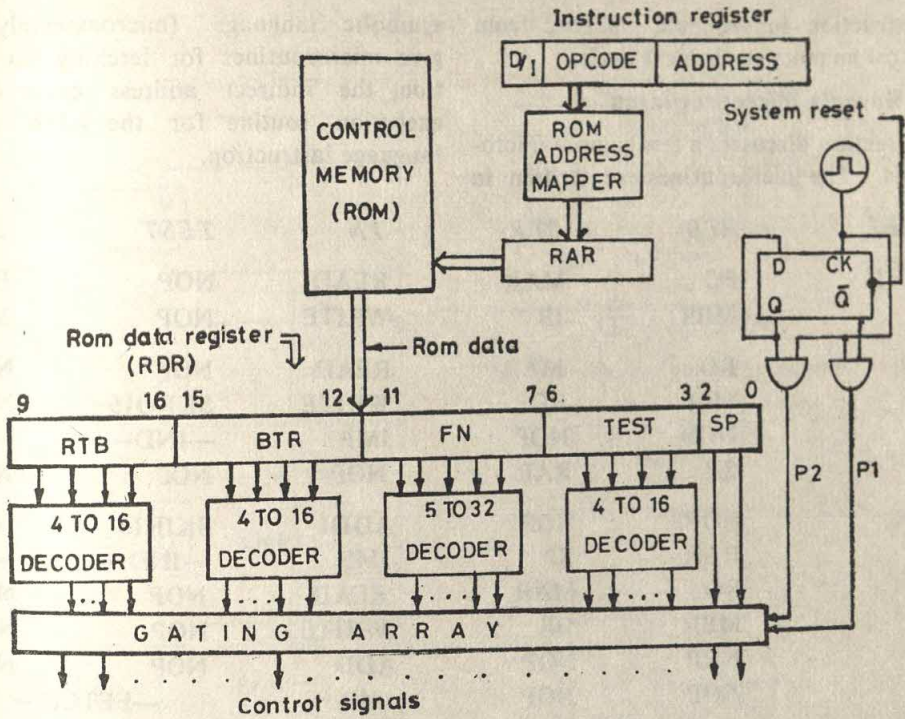 Instruction register
D/I OPCODE ADDRESS
System reset
CONTROL
MEMORY
(ROM)
ROM
ADDRESS
MAPPER
RAR
D CK
Q Q̅
Rom data register
(RDR)
Rom data
9 16 15 12 11 7 6 3 2 0
RTB BTR FN TEST SP
P2 P1
4 TO 16
DECODER
4 TO 16
DECODER
5 TO 32
DECODER
4 TO 16
DECODER
GATING ARRAY
Control signals